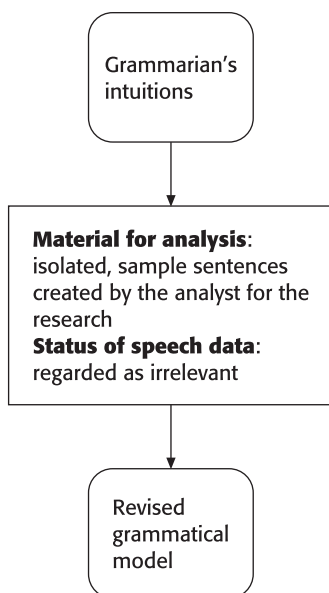 Grammarian’s
intuitions
Material for analysis:
isolated, sample sentences
created by the analyst for the
research
Status of speech data:
regarded as irrelevant
Revised
grammatical
model